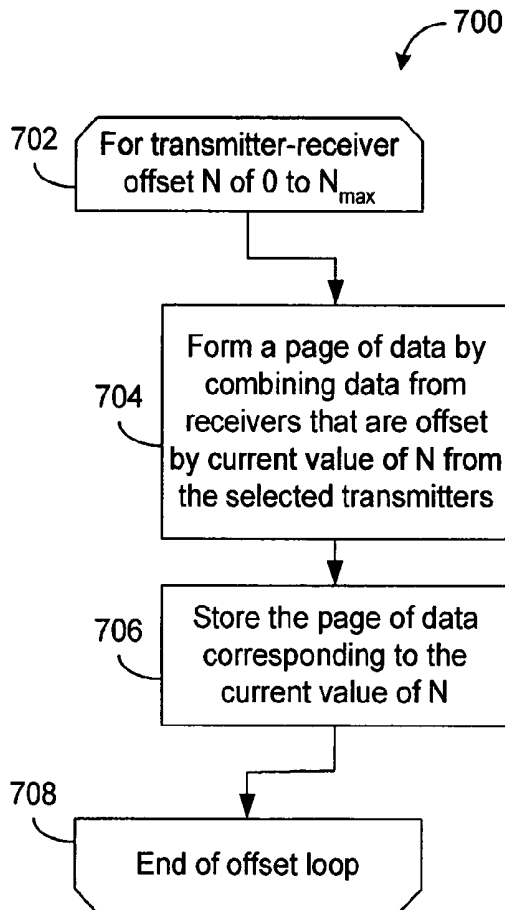 700
702
For transmitter-receiver
offset N of 0 to Nmax
704
Form a page of data by
combining data from
receivers that are offset
by current value of N from
the selected transmitters
706
Store the page of data
corresponding to the
current value of N
708
End of offset loop